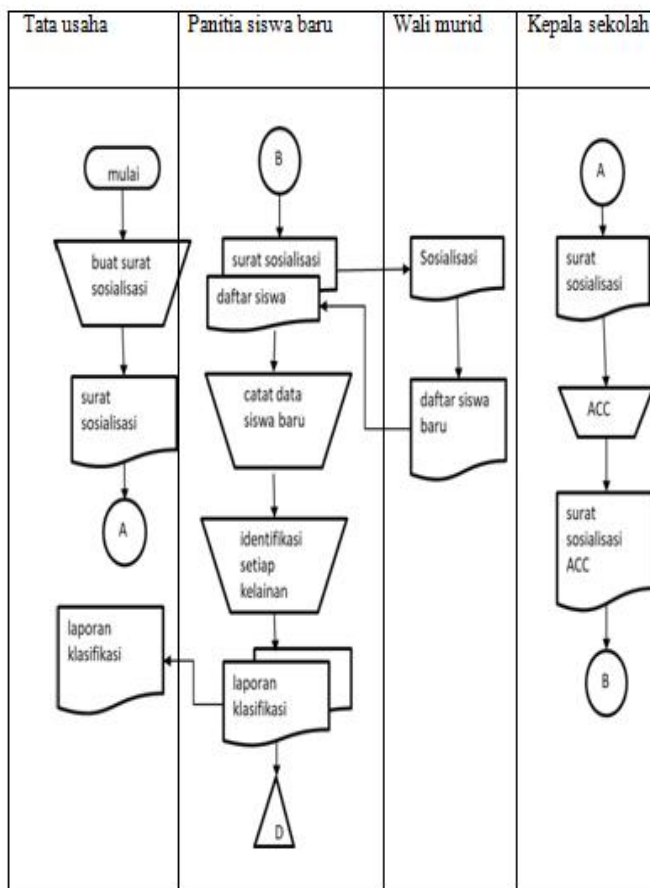 Tata usaha
Panitia siswa baru
Wali murid
Kepala sekolah
mulai
buat surat
sosialisasi
surat
sosialisasi
A
laporan
klasifikasi
B
surat sosialisasi
daftar siswa
catat data
siswa baru
identifikasi
setiap
kelainan
laporan
klasifikasi
D
Sosialisasi
daftar siswa
baru
A
surat
sosialisasi
ACC
surat
sosialisasi
ACC
B